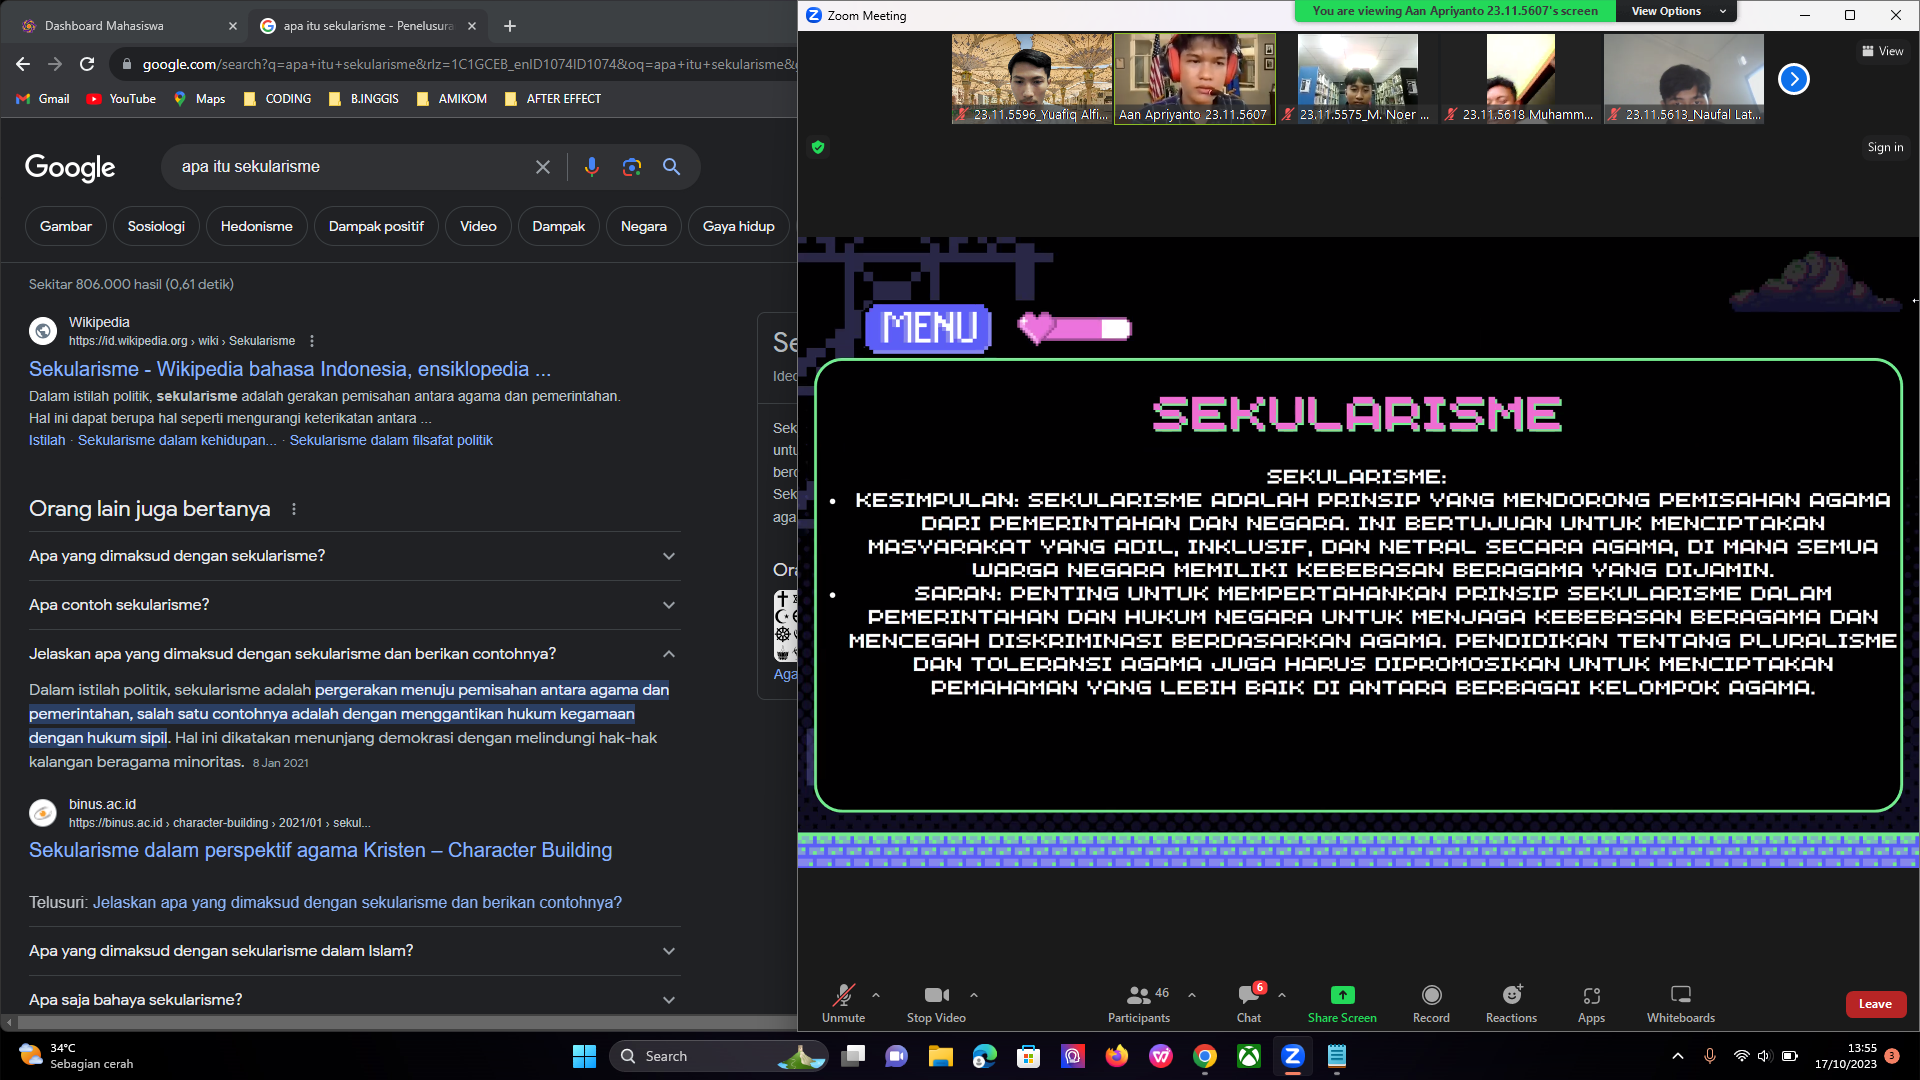 Dashboard Mahasiswa
apa itu sekularisme - Penelusura
google.com/search?q=apa+itu+sekularisme&rlz=1C1GCEB_enID1074ID1074&oq=apa+itu+sekularisme&
Gmail
YouTube
Maps
CODING
B.INGGIS
AMIKOM
AFTER EFFECT
Google
apa itu sekularisme
Gambar
Sosiologi
Hedonisme
Dampak positif
Video
Dampak
Negara
Gaya hidup
Sekitar 806.000 hasil (0,61 detik)
Wikipedia
https://id.wikipedia.org › wiki › Sekularisme
Sekularisme - Wikipedia bahasa Indonesia, ensiklopedia ...
Dalam istilah politik, sekularisme adalah gerakan pemisahan antara agama dan pemerintahan.
Hal ini dapat berupa hal seperti mengurangi keterikatan antara ...
Istilah · Sekularisme dalam kehidupan... · Sekularisme dalam filsafat politik
Orang lain juga bertanya
Apa yang dimaksud dengan sekularisme?
Apa contoh sekularisme?
Jelaskan apa yang dimaksud dengan sekularisme dan berikan contohnya?
Dalam istilah politik, sekularisme adalah pergerakan menuju pemisahan antara agama dan
pemerintahan, salah satu contohnya adalah dengan menggantikan hukum kegamaan
dengan hukum sipil. Hal ini dikatakan menunjang demokrasi dengan melindungi hak-hak
kalangan beragama minoritas. 8 Jan 2021
binus.ac.id
https://binus.ac.id › character-building › 2021/01 › sekul...
Sekularisme dalam perspektif agama Kristen – Character Building
Telusuri: Jelaskan apa yang dimaksud dengan sekularisme dan berikan contohnya?
Apa yang dimaksud dengan sekularisme dalam Islam?
Apa saja bahaya sekularisme?
Se
Ided
Sek
untu
berd
Sek
aga
Ora
Aga
Zoom Meeting
You are viewing Aan Apriyanto 23.11.5607's screen
View Options
23.11.5596_Yuafiq Alfi...
Aan Apriyanto 23.11.5607
23.11.5575_M. Noer ...
23.11.5618 Muhamm...
23.11.5613_Naufal Lat...
View
Sign in
MENU
SEKULARISME
SEKULARISME:
• KESIMPULAN: SEKULARISME ADALAH PRINSIP YANG MENDORONG PEMISAHAN AGAMA
DARI PEMERINTAHAN DAN NEGARA. INI BERTUJUAN UNTUK MENCIPTAKAN
MASYARAKAT YANG ADIL, INKLUSIF, DAN NETRAL SECARA AGAMA, DI MANA SEMUA
WARGA NEGARA MEMILIKI KEBEBASAN BERAGAMA YANG DIJAMIN.
• SARAN: PENTING UNTUK MEMPERTAHANKAN PRINSIP SEKULARISME DALAM
PEMERINTAHAN DAN HUKUM NEGARA UNTUK MENJAGA KEBEBASAN BERAGAMA DAN
MENCEGAH DISKRIMINASI BERDASARKAN AGAMA. PENDIDIKAN TENTANG PLURALISME
DAN TOLERANSI AGAMA JUGA HARUS DIPROMOSIKAN UNTUK MENCIPTAKAN
PEMAHAMAN YANG LEBIH BAIK DI ANTARA BERBAGAI KELOMPOK AGAMA.
Unmute
Stop Video
46
Participants
6
Chat
Share Screen
Record
Reactions
Apps
Whiteboards
Leave
34°C
Sebagian cerah
Search
13:55
17/10/2023
3